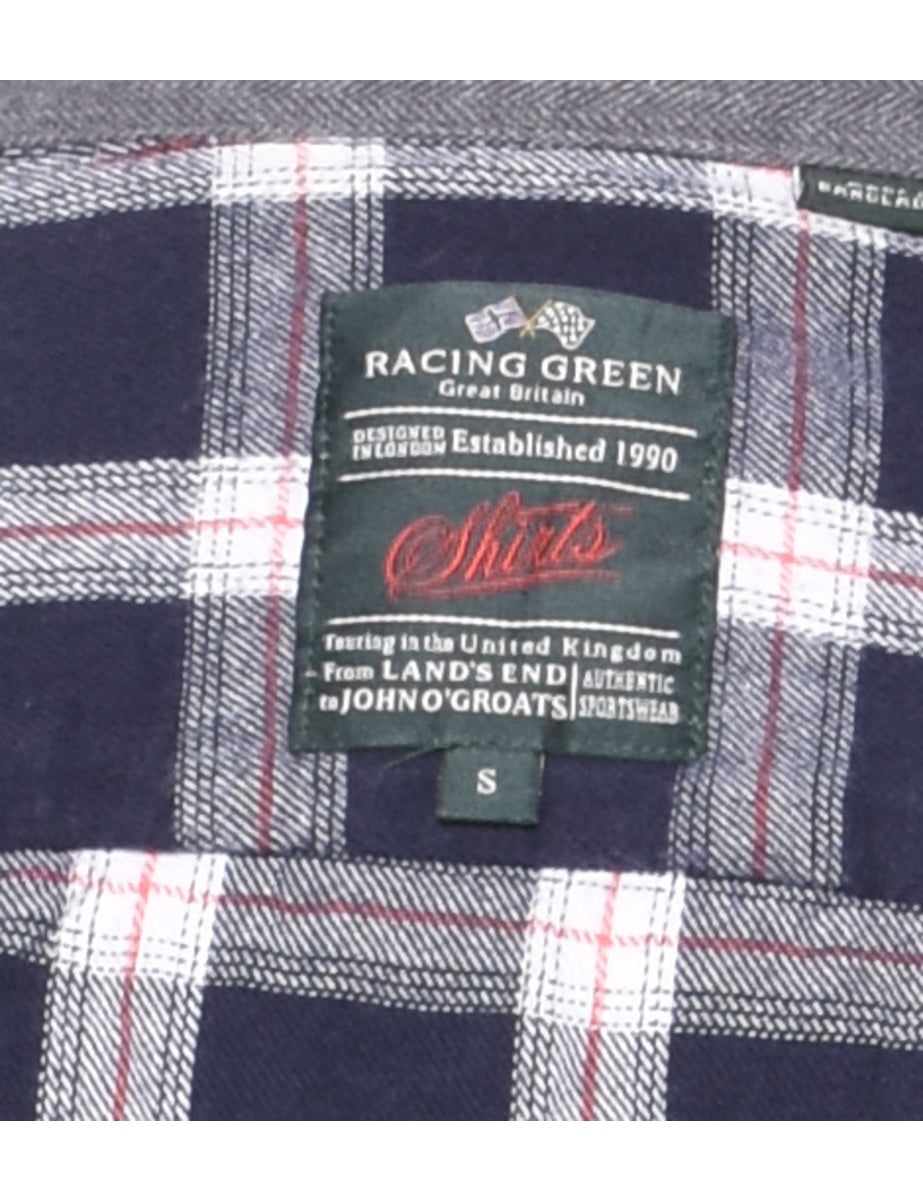 RACING GREEN
Great Britain
DESIGNED
IN LONDON
Established 1990
Shirts
Touring in the United Kingdom
From LAND'S END
to JOHN O'GROATS
AUTHENTIC
SPORTSWEAR
S